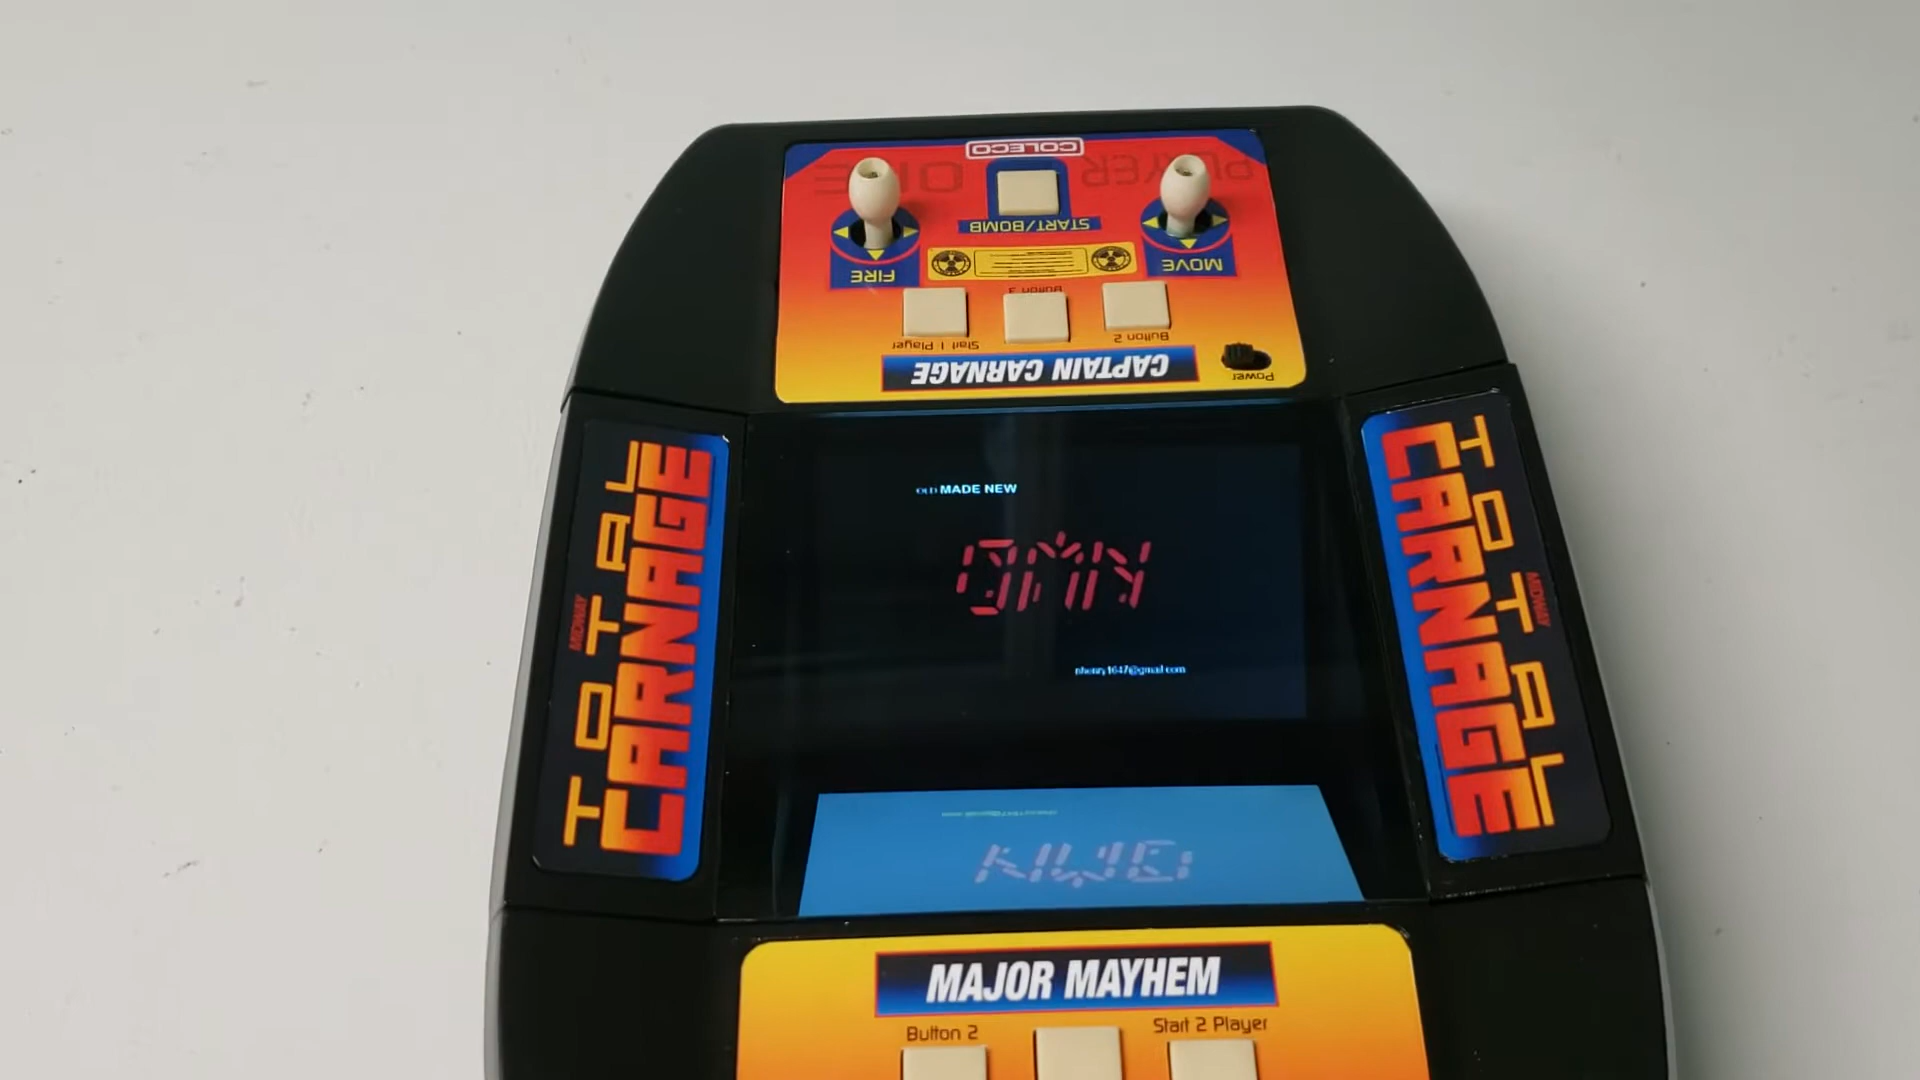 COLECO
PLAYER ONE
START/BOMB
MOVE
FIRE
Button 3
Button 2
Start 1 Player
Power
CAPTAIN CARNAGE
MIDWAY
TOTAL
CARNAGE
OLD MADE NEW
OMN
MIDWAY
TOTAL
CARNAGE
MAJOR MAYHEM
Button 2
Start 2 Player